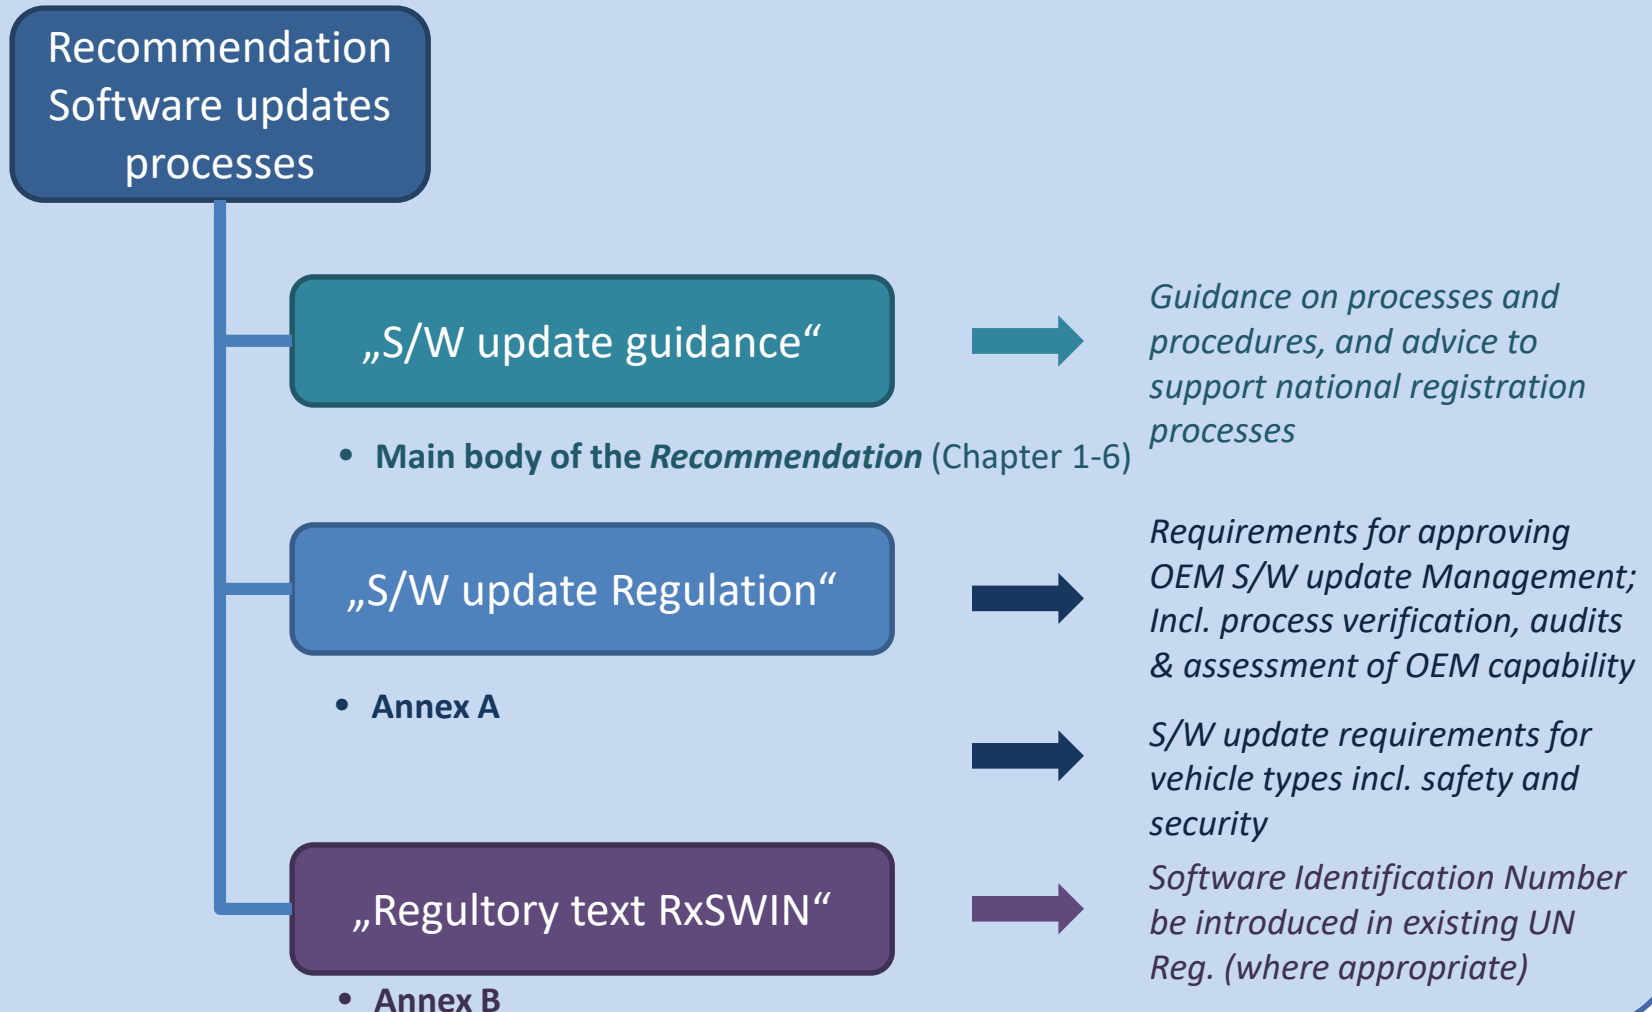 Recommendation
Software updates
processes
„S/W update guidance“
Guidance on processes and
procedures, and advice to
support national registration
processes
• Main body of the Recommendation (Chapter 1-6)
„S/W update Regulation“
Requirements for approving
OEM S/W update Management;
Incl. process verification, audits
& assessment of OEM capability
• Annex A
S/W update requirements for
vehicle types incl. safety and
security
„Regultory text RxSWIN“
Software Identification Number
be introduced in existing UN
Reg. (where appropriate)
• Annex B